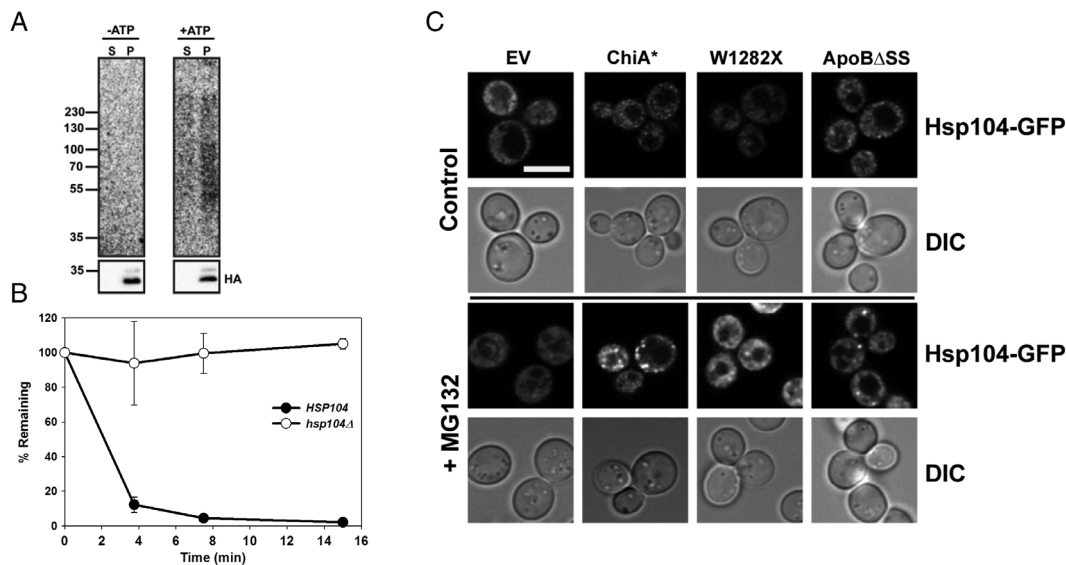 A
-ATP +ATP
S P S P
230
130
100
70
55
35
35
HA
B
120
100
80
60
40
20
0
% Remaining
HSP104
hsp104Δ
0 2 4 6 8 10 12 14 16
Time (min)
C
EV ChiA* W1282X ApoBΔSS
Control
Hsp104-GFP
DIC
+ MG132
Hsp104-GFP
DIC